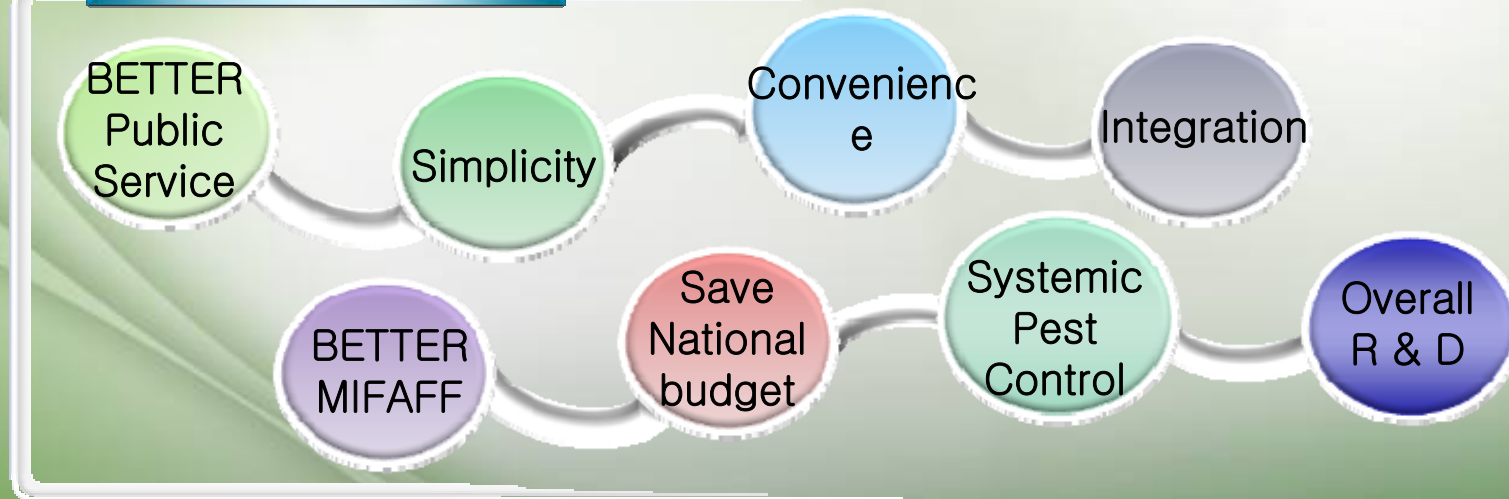 BETTER
Public
Service
Simplicity
Convenienc
e
Integration
BETTER
MIFAFF
Save
National
budget
Systemic
Pest
Control
Overall
R & D